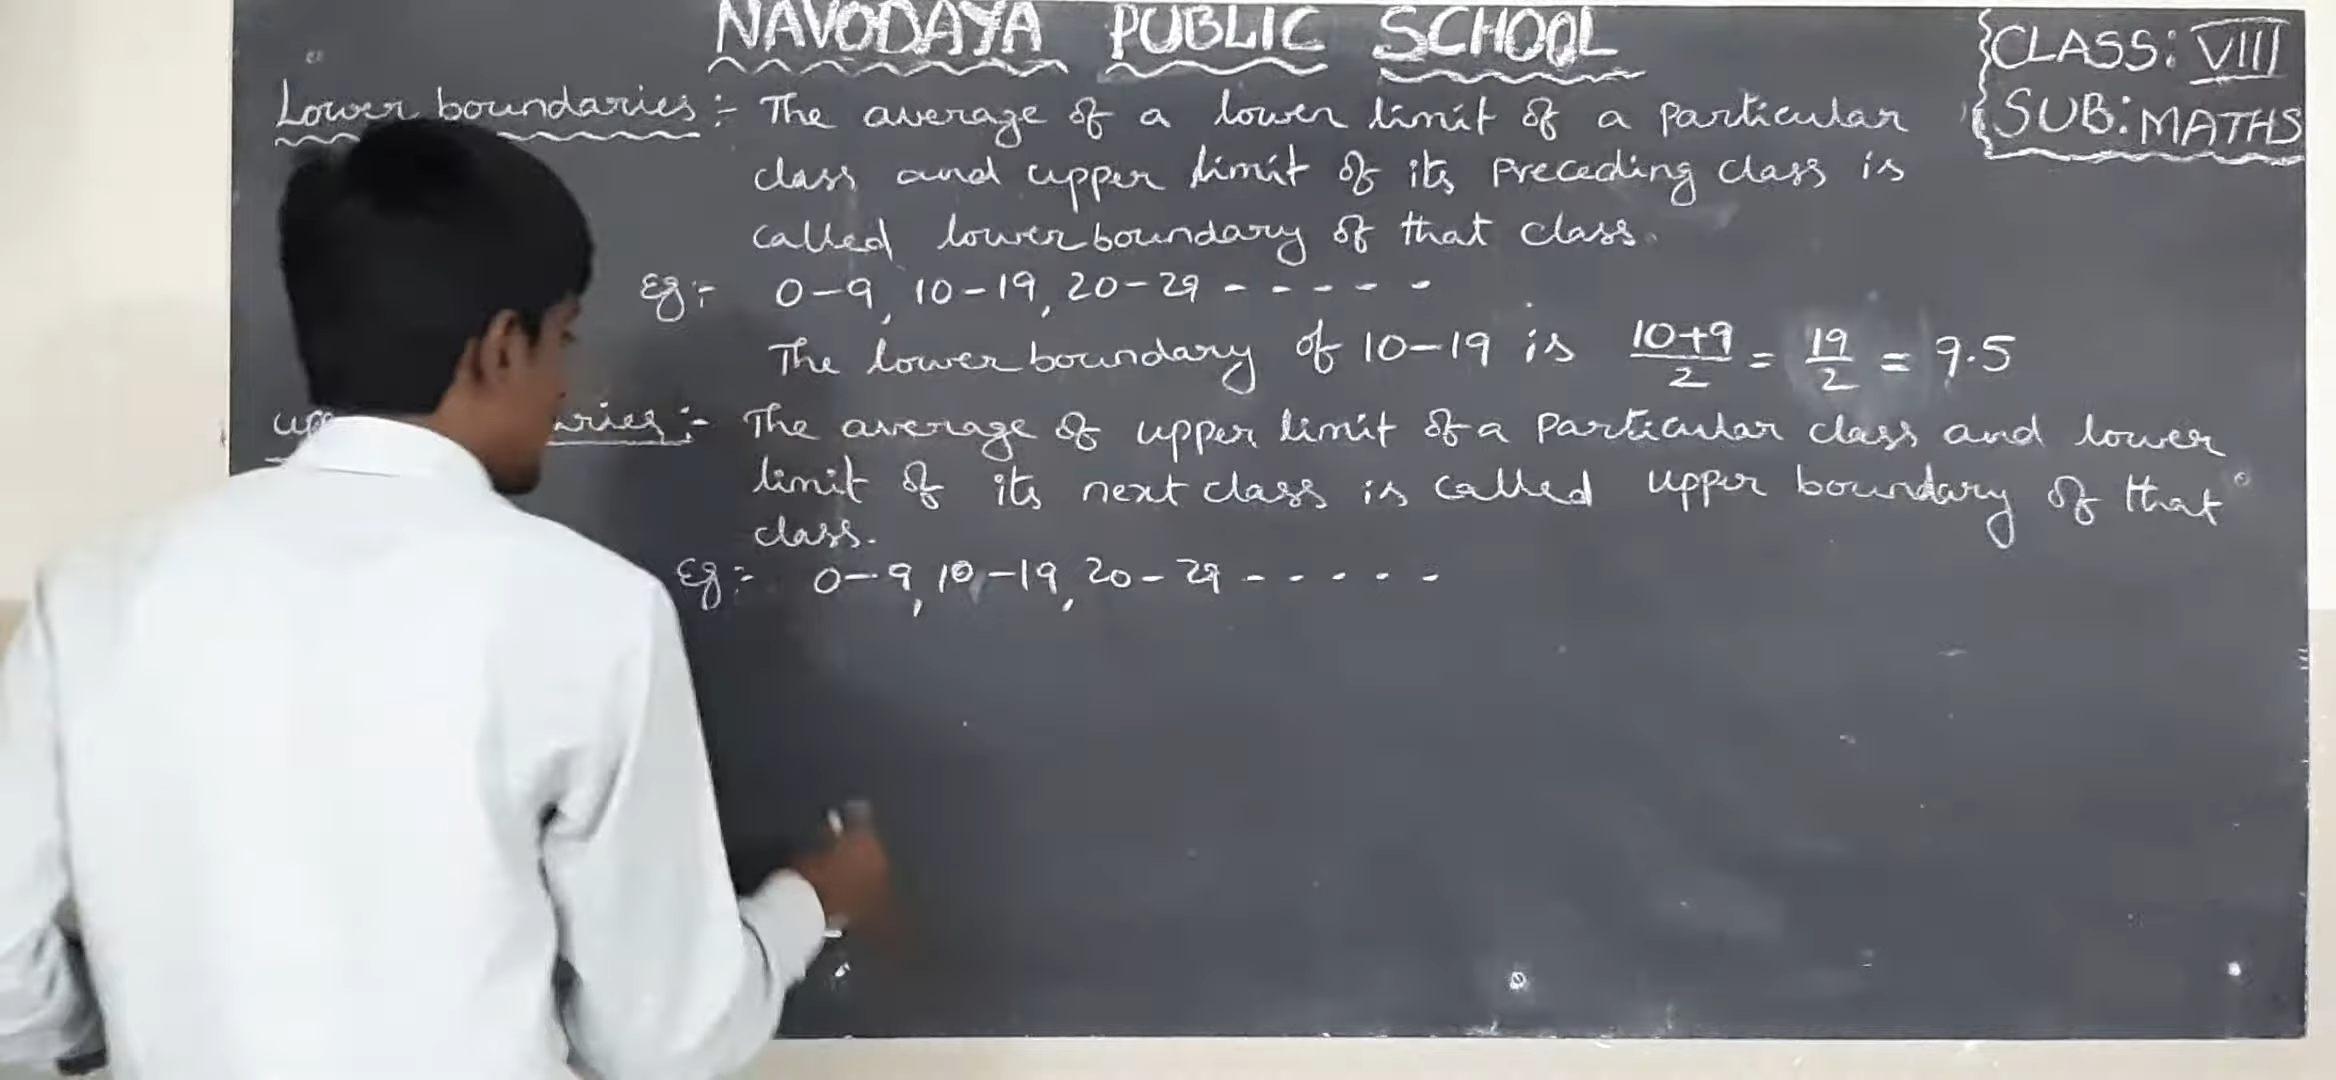 NAVODAYA PUBLIC SCHOOL
CLASS: VIII
SUB: MATHS
Lower boundaries :- The average of a lower limit of a particular
class and upper limit of its preceding class is
called lower boundary of that class.
Eg :- 0-9, 10-19, 20-29 - - - - -
The lower boundary of 10-19 is 10+9/2 = 19/2 = 9.5
:- The average of upper limit of a particular class and lower
limit of its next class is called upper boundary of that
class.
Eg :- 0-9, 10-19, 20-29 - - - - -